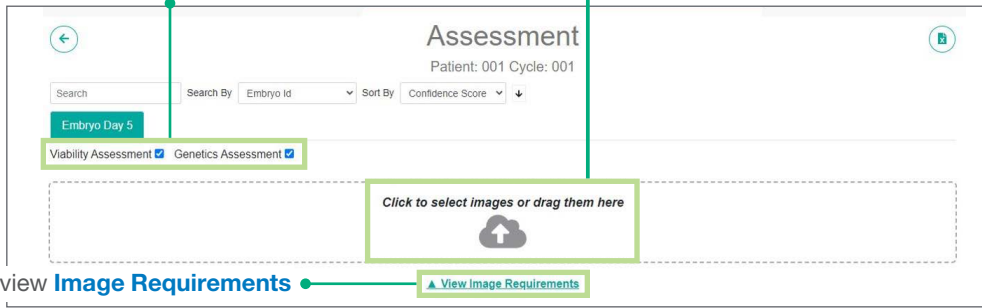 Assessment
Patient: 001 Cycle: 001
Search Search By Embryo Id Sort By Confidence Score
Embryo Day 5
Viability Assessment Genetics Assessment
Click to select images or drag them here
view Image Requirements
▲ View Image Requirements